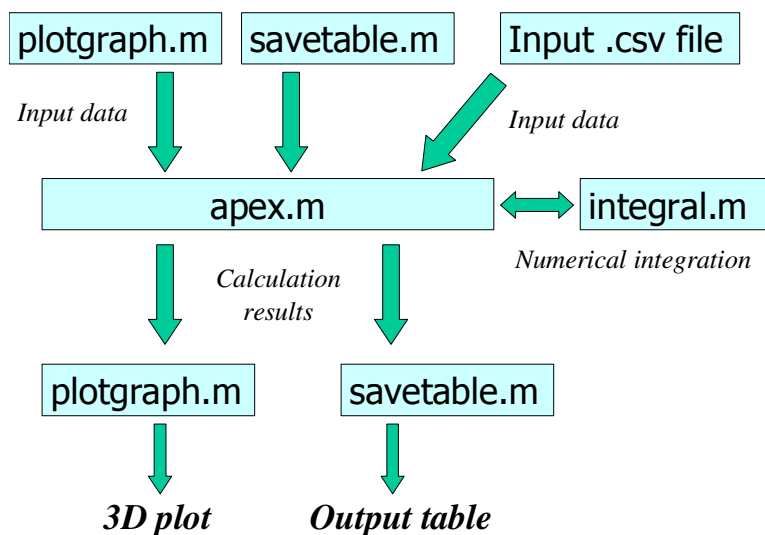 plotgraph.m
savetable.m
Input .csv file
Input data
Input data
apex.m
integral.m
Numerical integration
Calculation
results
plotgraph.m
savetable.m
3D plot
Output table